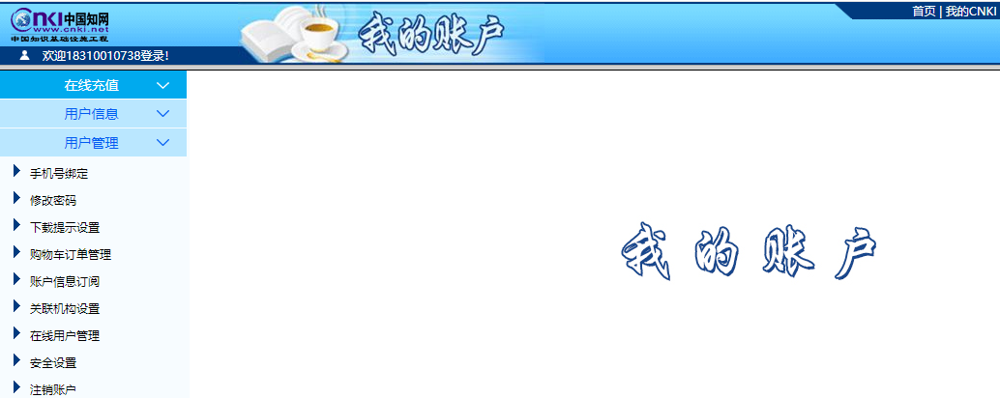 CNKI中国知网
www.cnki.net
中国知识基础设施工程
我的账户
首页 | 我的CNKI
欢迎18310010738登录!
在线充值
用户信息
用户管理
手机号绑定
修改密码
下载提示设置
购物车订单管理
账户信息订阅
关联机构设置
在线用户管理
安全设置
注销账户
我的账户